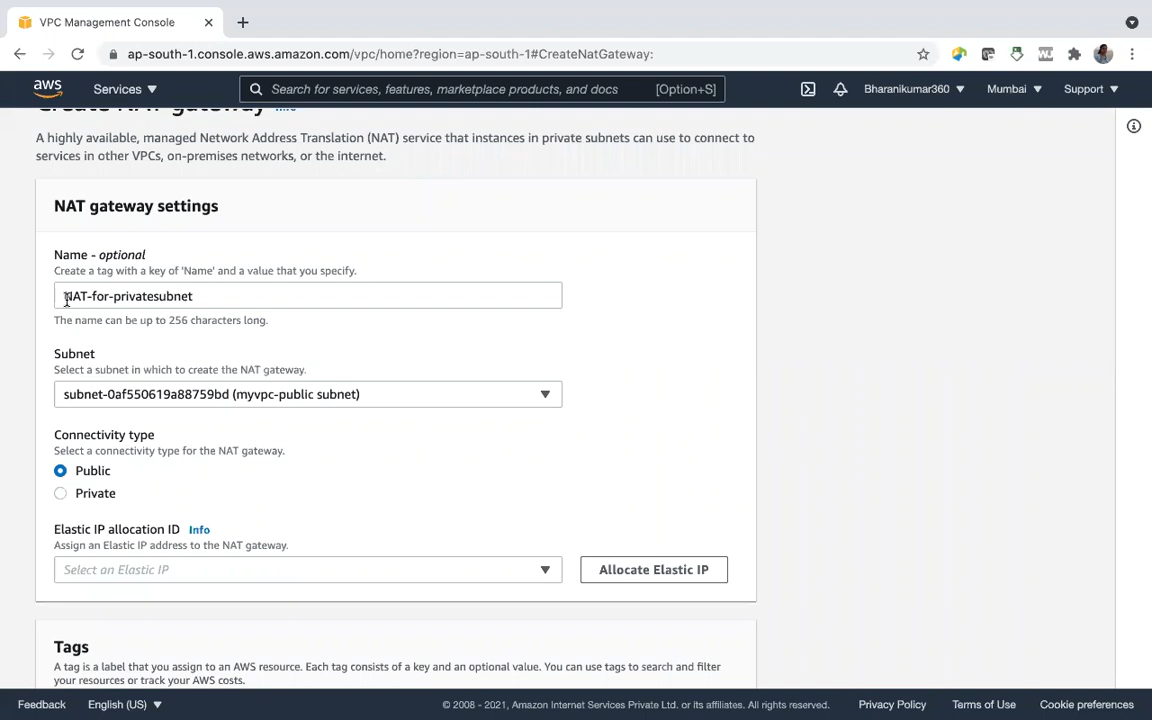 VPC Management Console
ap-south-1.console.aws.amazon.com/vpc/home?region=ap-south-1#CreateNatGateway:
aws
Services
Search for services, features, marketplace products, and docs
[Option+S]
Bharanikumar360
Mumbai
Support
Create NAT gateway Info
A highly available, managed Network Address Translation (NAT) service that instances in private subnets can use to connect to
services in other VPCs, on-premises networks, or the internet.
NAT gateway settings
Name - optional
Create a tag with a key of 'Name' and a value that you specify.
NAT-for-privatesubnet
The name can be up to 256 characters long.
Subnet
Select a subnet in which to create the NAT gateway.
subnet-0af550619a88759bd (myvpc-public subnet)
Connectivity type
Select a connectivity type for the NAT gateway.
Public
Private
Elastic IP allocation ID Info
Assign an Elastic IP address to the NAT gateway.
Select an Elastic IP
Allocate Elastic IP
Tags
A tag is a label that you assign to an AWS resource. Each tag consists of a key and an optional value. You can use tags to search and filter
your resources or track your AWS costs.
Feedback
English (US)
© 2008 - 2021, Amazon Internet Services Private Ltd. or its affiliates. All rights reserved.
Privacy Policy
Terms of Use
Cookie preferences